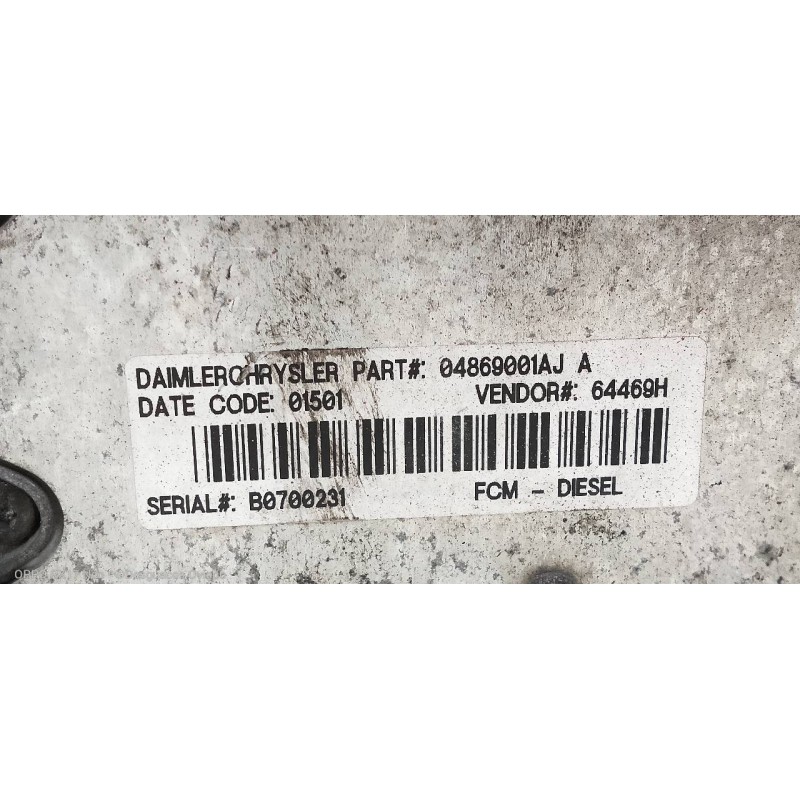 DAIMLERCHRYSLER PART#: 04869001AJ A
DATE CODE: 01501 VENDOR#: 64469H
SERIAL#: B0700231 FCM - DIESEL